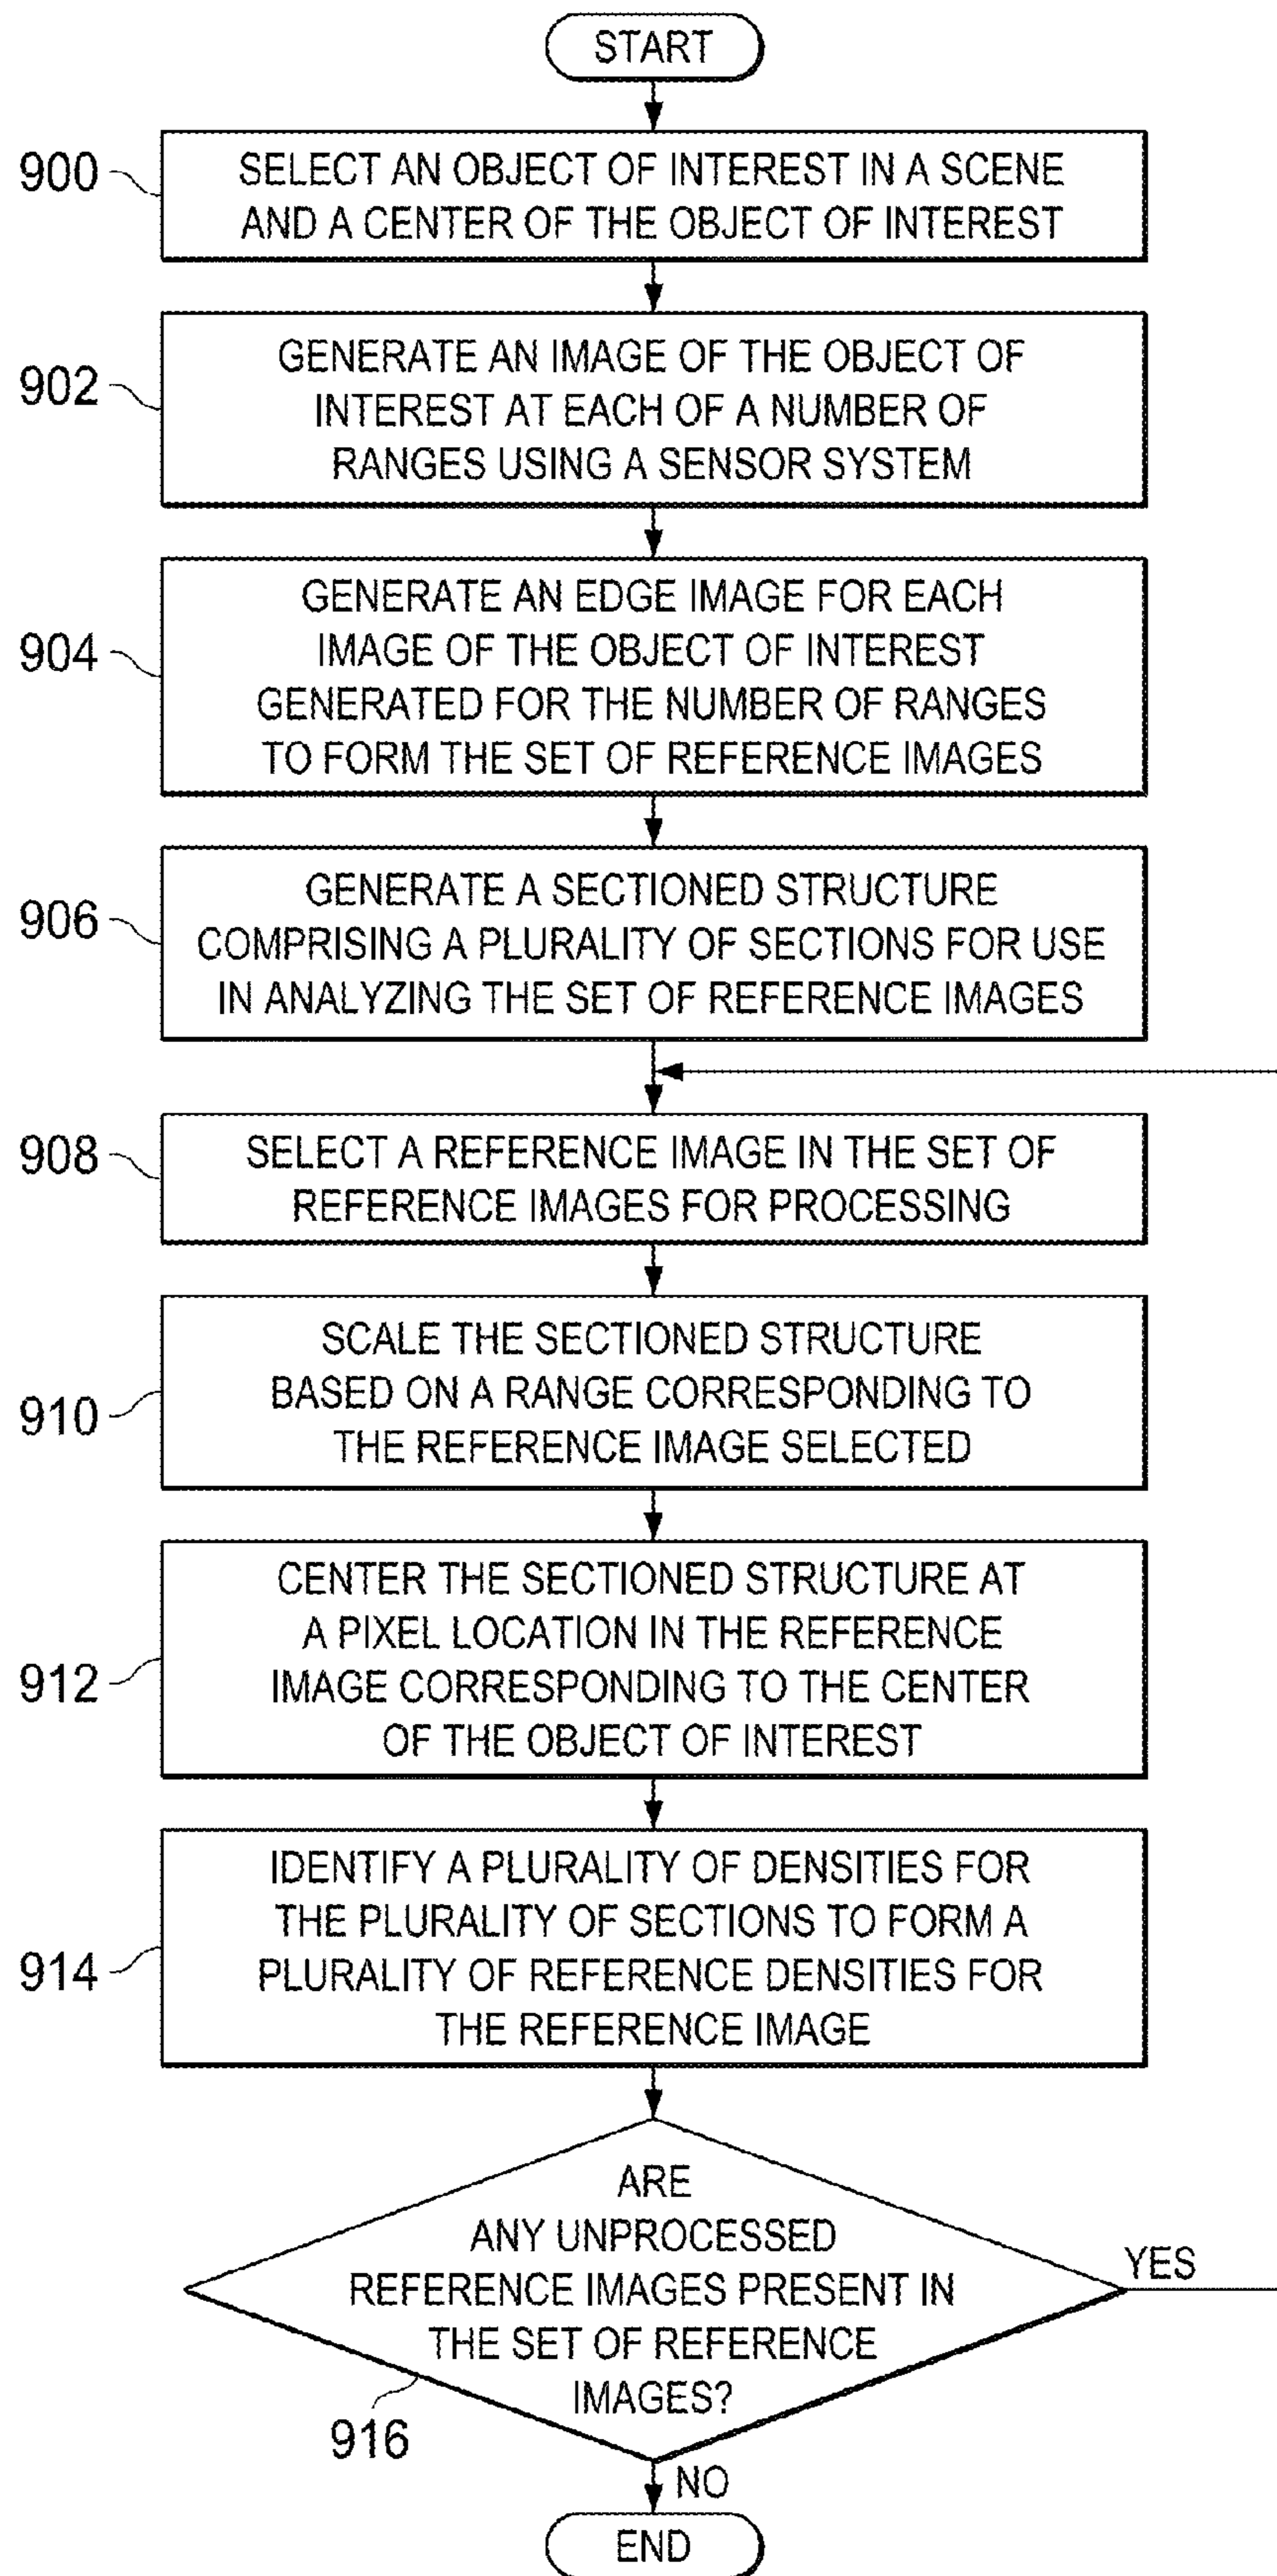 START
900
SELECT AN OBJECT OF INTEREST IN A SCENE
AND A CENTER OF THE OBJECT OF INTEREST
902
GENERATE AN IMAGE OF THE OBJECT OF
INTEREST AT EACH OF A NUMBER OF
RANGES USING A SENSOR SYSTEM
904
GENERATE AN EDGE IMAGE FOR EACH
IMAGE OF THE OBJECT OF INTEREST
GENERATED FOR THE NUMBER OF RANGES
TO FORM THE SET OF REFERENCE IMAGES
906
GENERATE A SECTIONED STRUCTURE
COMPRISING A PLURALITY OF SECTIONS FOR USE
IN ANALYZING THE SET OF REFERENCE IMAGES
908
SELECT A REFERENCE IMAGE IN THE SET OF
REFERENCE IMAGES FOR PROCESSING
910
SCALE THE SECTIONED STRUCTURE
BASED ON A RANGE CORRESPONDING TO
THE REFERENCE IMAGE SELECTED
912
CENTER THE SECTIONED STRUCTURE AT
A PIXEL LOCATION IN THE REFERENCE
IMAGE CORRESPONDING TO THE CENTER
OF THE OBJECT OF INTEREST
914
IDENTIFY A PLURALITY OF DENSITIES FOR
THE PLURALITY OF SECTIONS TO FORM A
PLURALITY OF REFERENCE DENSITIES FOR
THE REFERENCE IMAGE
ARE
ANY UNPROCESSED
REFERENCE IMAGES PRESENT IN
THE SET OF REFERENCE
IMAGES?
YES
916
NO
END